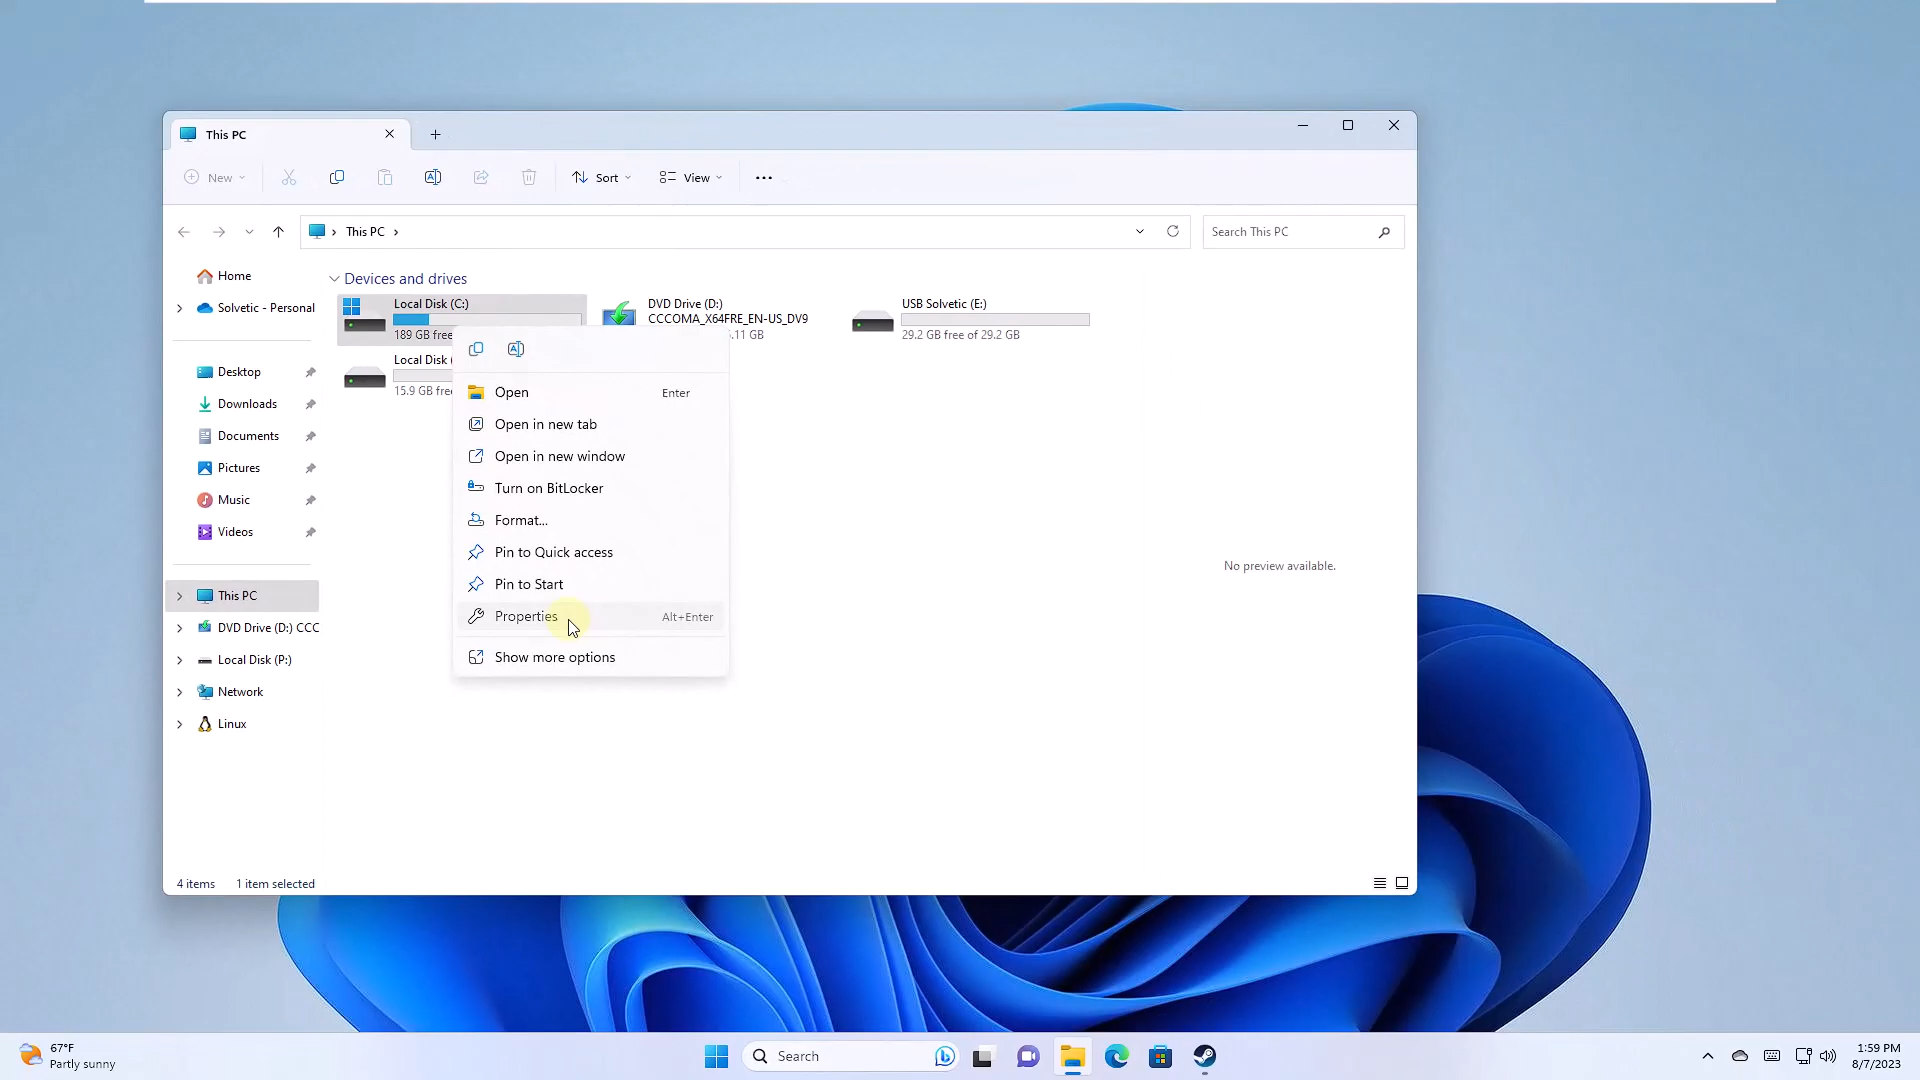 This PC
New
Sort
View
This PC
Search This PC
Home
Solvetic - Personal
Desktop
Downloads
Documents
Pictures
Music
Videos
This PC
DVD Drive (D:) CCC
Local Disk (P:)
Network
Linux
Devices and drives
Local Disk (C:)
189 GB free
DVD Drive (D:)
CCCOMA_X64FRE_EN-US_DV9
.11 GB
USB Solvetic (E:)
29.2 GB free of 29.2 GB
Local Disk (
15.9 GB fre
Open Enter
Open in new tab
Open in new window
Turn on BitLocker
Format...
Pin to Quick access
Pin to Start
Properties Alt+Enter
Show more options
No preview available.
4 items 1 item selected
67°F
Partly sunny
Search
1:59 PM
8/7/2023